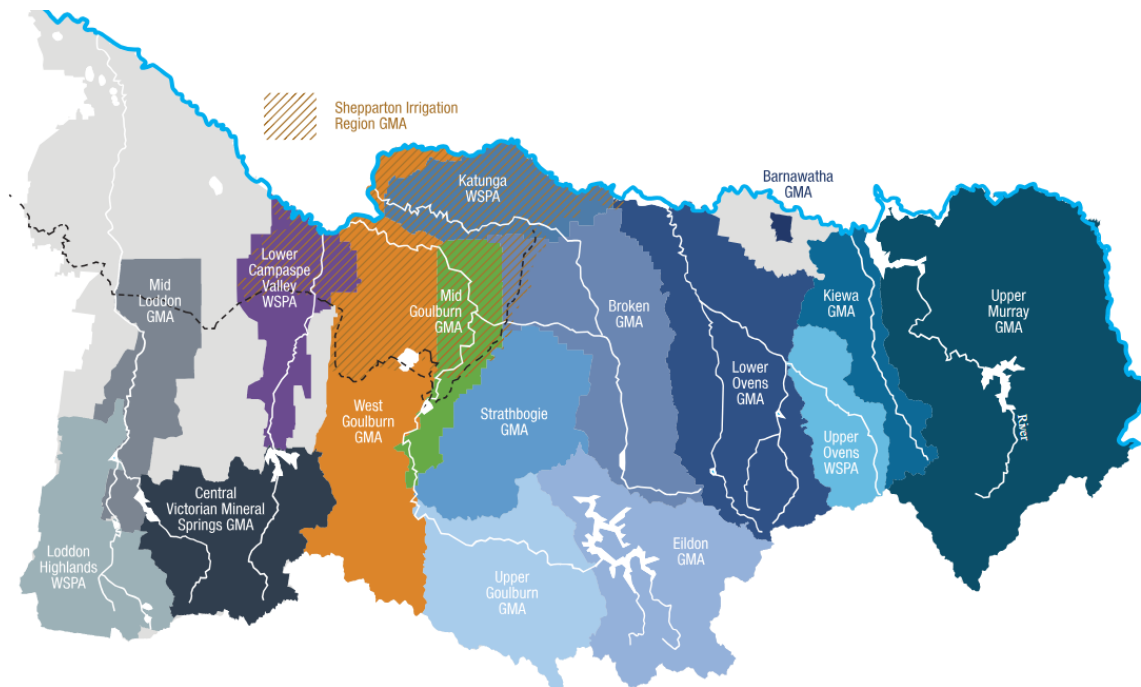 Shepparton Irrigation
Region GMA
Katunga
WSPA
Barnawatha
GMA
Lower
Campaspe
Valley
WSPA
Mid
Loddon
GMA
Mid
Goulburn
GMA
Broken
GMA
Kiewa
GMA
Upper
Murray
GMA
Lower
Ovens
GMA
West
Goulburn
GMA
Strathbogie
GMA
Upper
Ovens
WSPA
River
Central
Victorian Mineral
Springs GMA
Loddon
Highlands
WSPA
Upper
Goulburn
GMA
Eildon
GMA